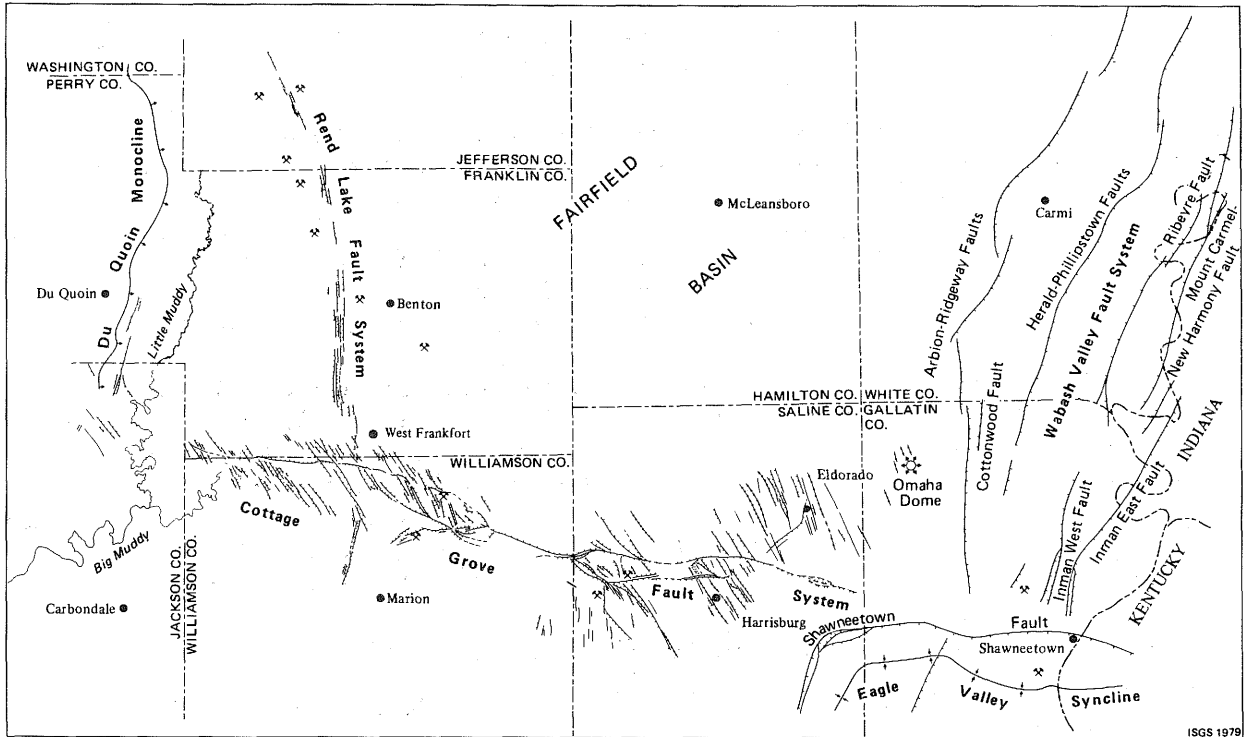 WASHINGTON CO.
PERRY CO.
Du Quoin Monocline
Du Quoin
Little Muddy
Big Muddy
Carbondale
JACKSON CO.
WILLIAMSON CO.
Rend Lake Fault System
JEFFERSON CO.
FRANKLIN CO.
Benton
West Frankfort
WILLIAMSON CO.
Cottage Grove Fault System
Marion
FAIRFIELD
BASIN
McLeansboro
HAMILTON CO. WHITE CO.
SALINE CO. GALLATIN
CO.
Eldorado
Omaha
Dome
Harrisburg
Carmi
Arbion-Ridgeway Faults
Cottonwood Fault
Herald-Phillipstown Faults
Wabash Valley Fault System
Ribeyre Fault
Mount Carmel-
New Harmony Fault
Inman West Fault
Inman East Fault
INDIANA
KENTUCKY
Shawneetown Fault
Shawneetown
Eagle Valley Syncline
ISGS 1979